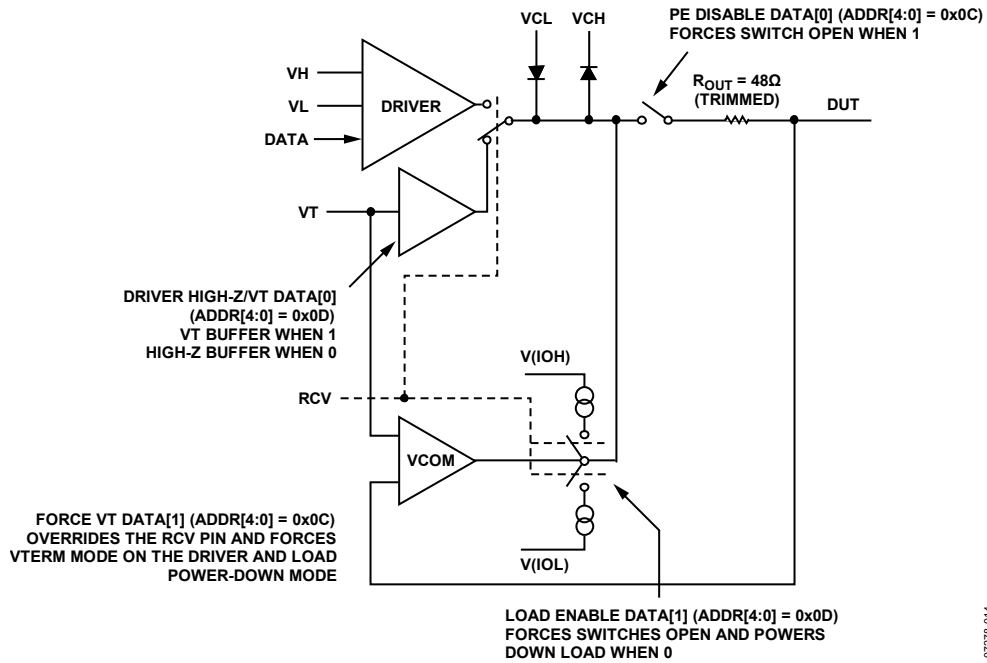 VCL
VCH
PE DISABLE DATA[0] (ADDR[4:0] = 0x0C)
FORCES SWITCH OPEN WHEN 1
VH
VL
DATA
DRIVER
ROUT = 48Ω
(TRIMMED)
DUT
VT
DRIVER HIGH-Z/VT DATA[0]
(ADDR[4:0] = 0x0D)
VT BUFFER WHEN 1
HIGH-Z BUFFER WHEN 0
V(IOH)
RCV
VCOM
FORCE VT DATA[1] (ADDR[4:0] = 0x0C)
OVERRIDES THE RCV PIN AND FORCES
VTERM MODE ON THE DRIVER AND LOAD
POWER-DOWN MODE
V(IOL)
LOAD ENABLE DATA[1] (ADDR[4:0] = 0x0D)
FORCES SWITCHES OPEN AND POWERS
DOWN LOAD WHEN 0